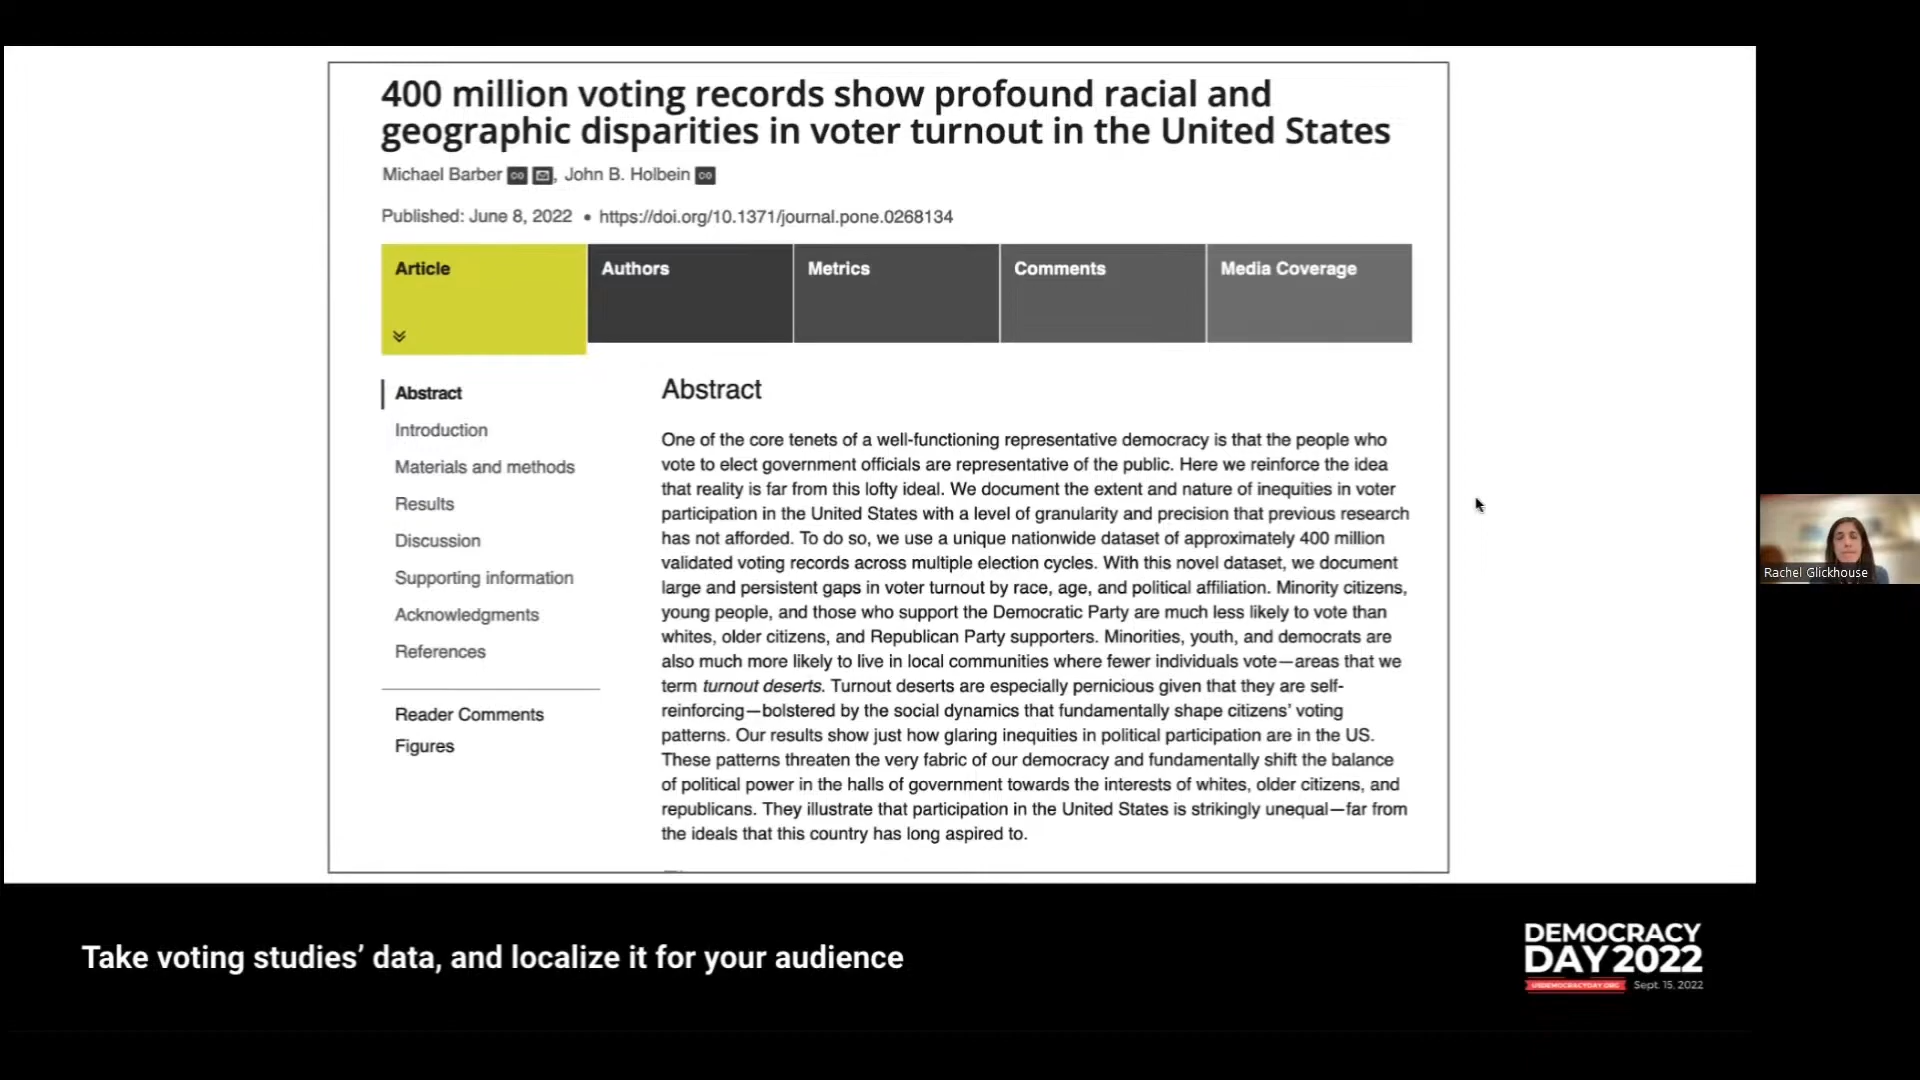 400 million voting records show profound racial and
geographic disparities in voter turnout in the United States
Michael Barber, John B. Holbein
Published: June 8, 2022 • https://doi.org/10.1371/journal.pone.0268134
Article
Authors
Metrics
Comments
Media Coverage
Abstract
Introduction
Materials and methods
Results
Discussion
Supporting information
Acknowledgments
References
Reader Comments
Figures
Abstract
One of the core tenets of a well-functioning representative democracy is that the people who
vote to elect government officials are representative of the public. Here we reinforce the idea
that reality is far from this lofty ideal. We document the extent and nature of inequities in voter
participation in the United States with a level of granularity and precision that previous research
has not afforded. To do so, we use a unique nationwide dataset of approximately 400 million
validated voting records across multiple election cycles. With this novel dataset, we document
large and persistent gaps in voter turnout by race, age, and political affiliation. Minority citizens,
young people, and those who support the Democratic Party are much less likely to vote than
whites, older citizens, and Republican Party supporters. Minorities, youth, and democrats are
also much more likely to live in local communities where fewer individuals vote—areas that we
term turnout deserts. Turnout deserts are especially pernicious given that they are self-
reinforcing—bolstered by the social dynamics that fundamentally shape citizens’ voting
patterns. Our results show just how glaring inequities in political participation are in the US.
These patterns threaten the very fabric of our democracy and fundamentally shift the balance
of political power in the halls of government towards the interests of whites, older citizens, and
republicans. They illustrate that participation in the United States is strikingly unequal—far from
the ideals that this country has long aspired to.
Rachel Glickhouse
Take voting studies’ data, and localize it for your audience
DEMOCRACY
DAY 2022
USDEMOCRACYDAY.ORG Sept. 15, 2022